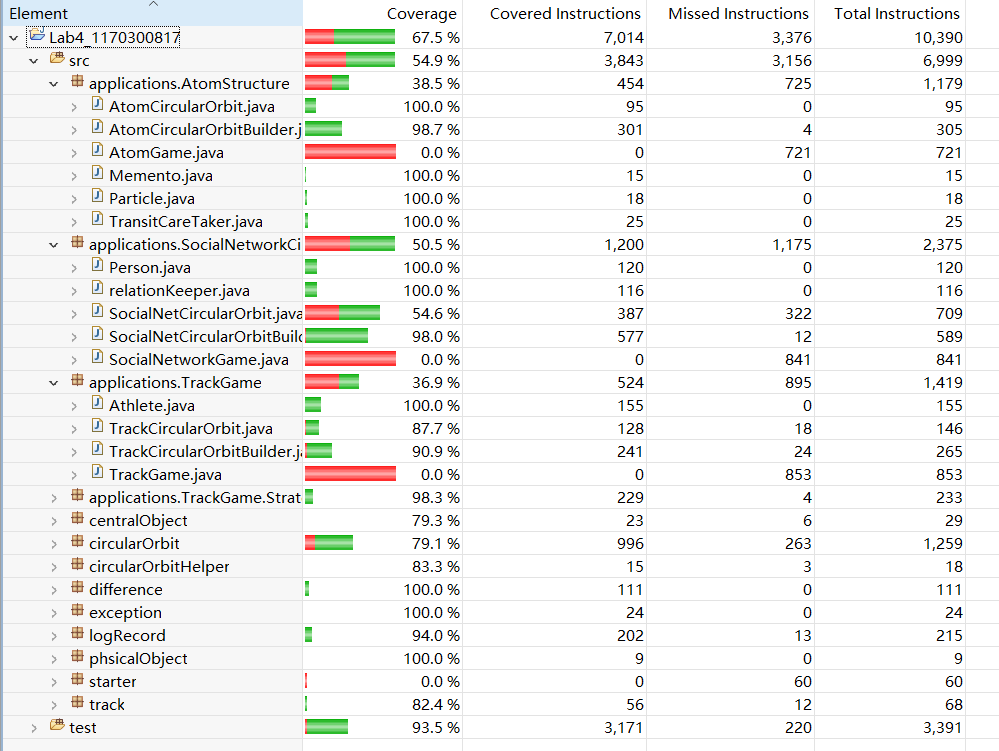 Element Coverage Covered Instructions Missed Instructions Total Instructions
Lab4_1170300817 67.5 % 7,014 3,376 10,390
src 54.9 % 3,843 3,156 6,999
applications.AtomStructure 38.5 % 454 725 1,179
AtomCircularOrbit.java 100.0 % 95 0 95
AtomCircularOrbitBuilder.j 98.7 % 301 4 305
AtomGame.java 0.0 % 0 721 721
Memento.java 100.0 % 15 0 15
Particle.java 100.0 % 18 0 18
TransitCareTaker.java 100.0 % 25 0 25
applications.SocialNetworkCi 50.5 % 1,200 1,175 2,375
Person.java 100.0 % 120 0 120
relationKeeper.java 100.0 % 116 0 116
SocialNetCircularOrbit.java 54.6 % 387 322 709
SocialNetCircularOrbitBuild 98.0 % 577 12 589
SocialNetworkGame.java 0.0 % 0 841 841
applications.TrackGame 36.9 % 524 895 1,419
Athlete.java 100.0 % 155 0 155
TrackCircularOrbit.java 87.7 % 128 18 146
TrackCircularOrbitBuilder.ja 90.9 % 241 24 265
TrackGame.java 0.0 % 0 853 853
applications.TrackGame.Strat 98.3 % 229 4 233
centralObject 79.3 % 23 6 29
circularOrbit 79.1 % 996 263 1,259
circularOrbitHelper 83.3 % 15 3 18
difference 100.0 % 111 0 111
exception 100.0 % 24 0 24
logRecord 94.0 % 202 13 215
phsicalObject 100.0 % 9 0 9
starter 0.0 % 0 60 60
track 82.4 % 56 12 68
test 93.5 % 3,171 220 3,391